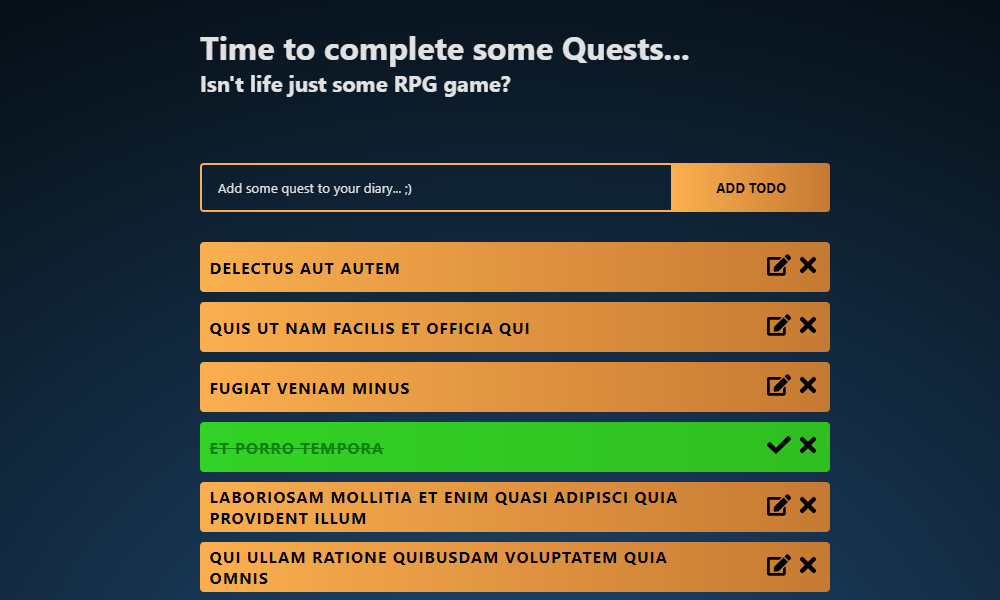 Time to complete some Quests...
Isn't life just some RPG game?
Add some quest to your diary... ;)
ADD TODO
DELECTUS AUT AUTEM
QUIS UT NAM FACILIS ET OFFICIA QUI
FUGIAT VENIAM MINUS
ET PORRO TEMPORA
LABORIOSAM MOLLITIA ET ENIM QUASI ADIPISCI QUIA
PROVIDENT ILLUM
QUI ULLAM RATIONE QUIBUSDAM VOLUPTATEM QUIA
OMNIS